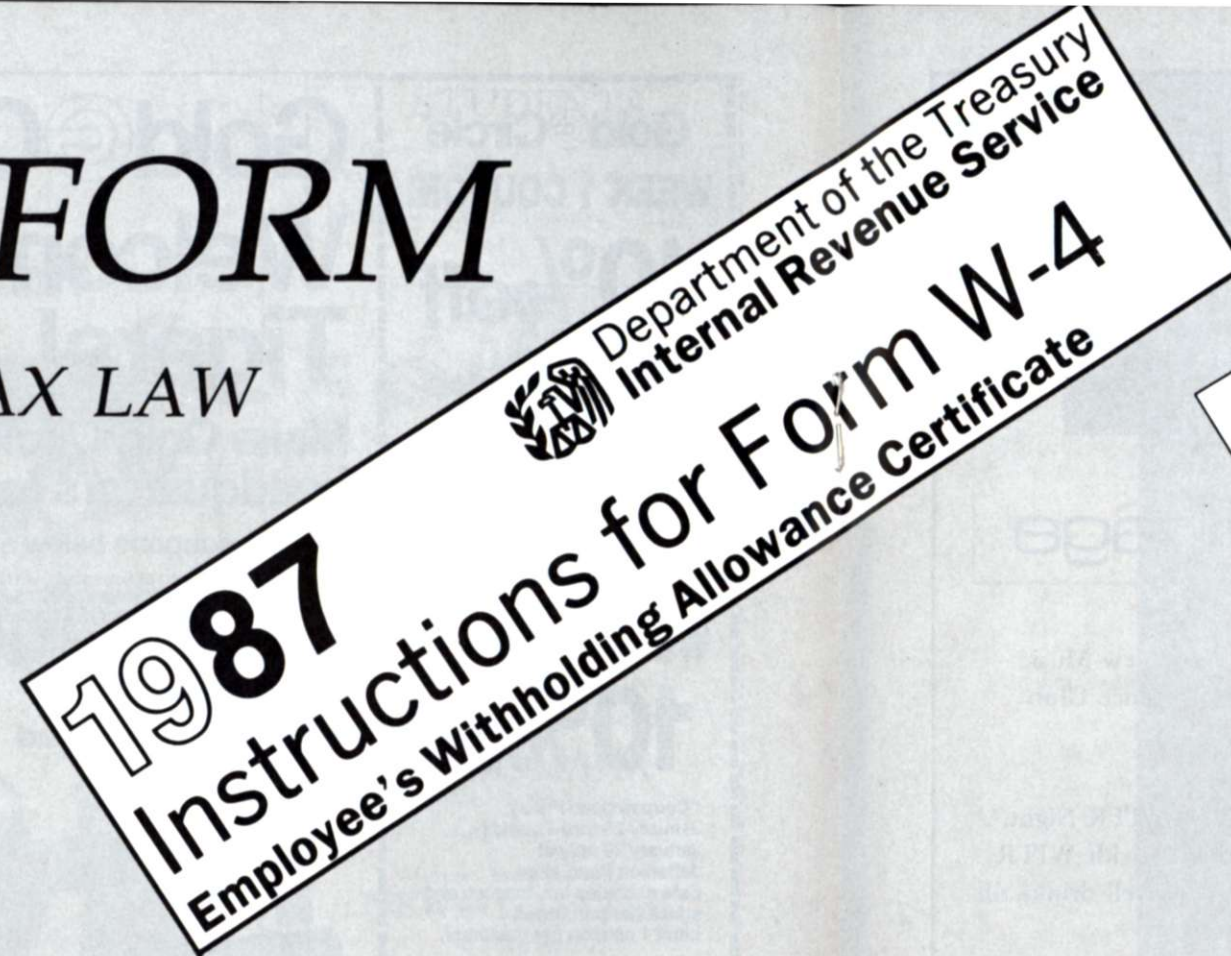 FORM
AX LAW
Department of the Treasury
Internal Revenue Service
1987
Instructions for Form W-4
Employee's Withholding Allowance Certificate